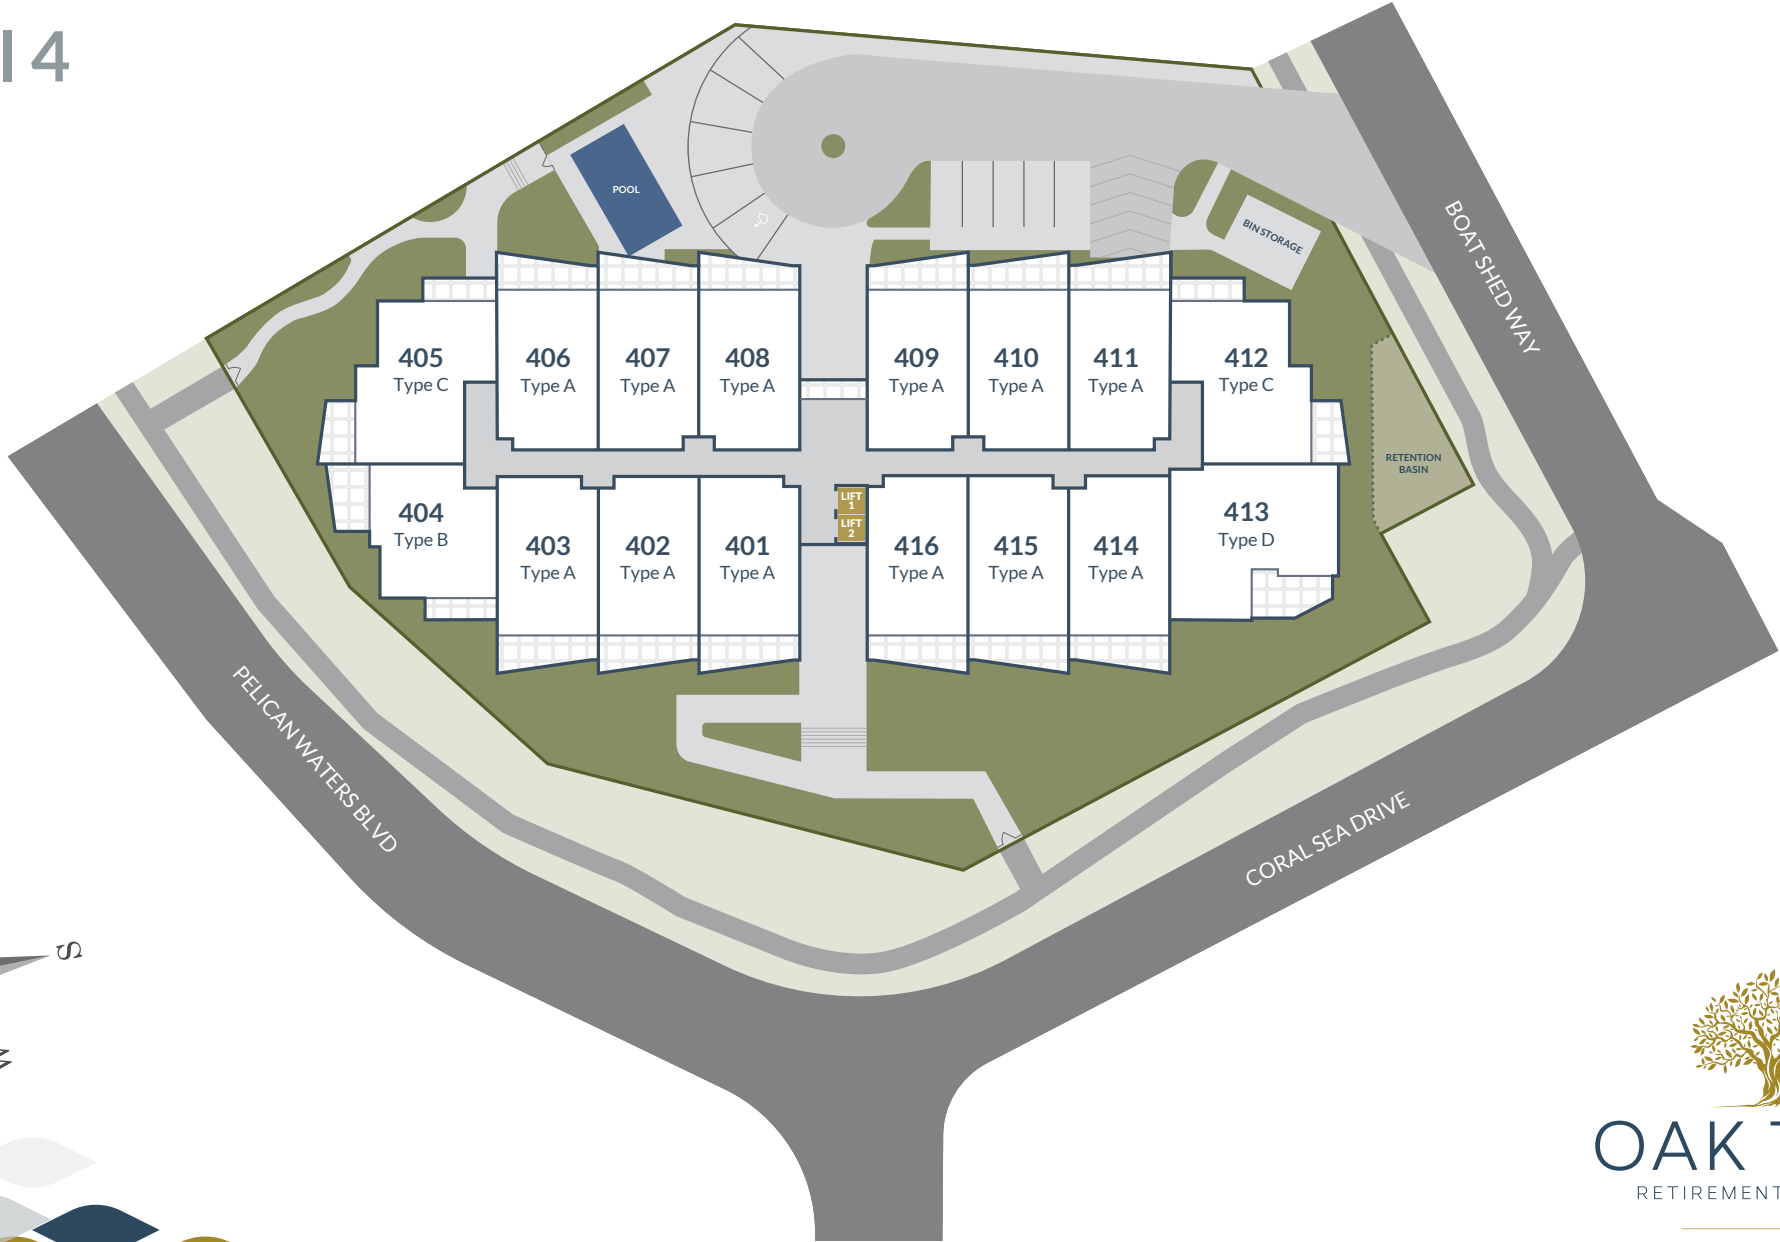 4
POOL
BIN STORAGE
BOAT SHED WAY
405
Type C
406
Type A
407
Type A
408
Type A
409
Type A
410
Type A
411
Type A
412
Type C
RETENTION
BASIN
LIFT
1
LIFT
2
404
Type B
403
Type A
402
Type A
401
Type A
416
Type A
415
Type A
414
Type A
413
Type D
PELICAN WATERS BLVD
CORAL SEA DRIVE
S
OAK
RETIREMENT